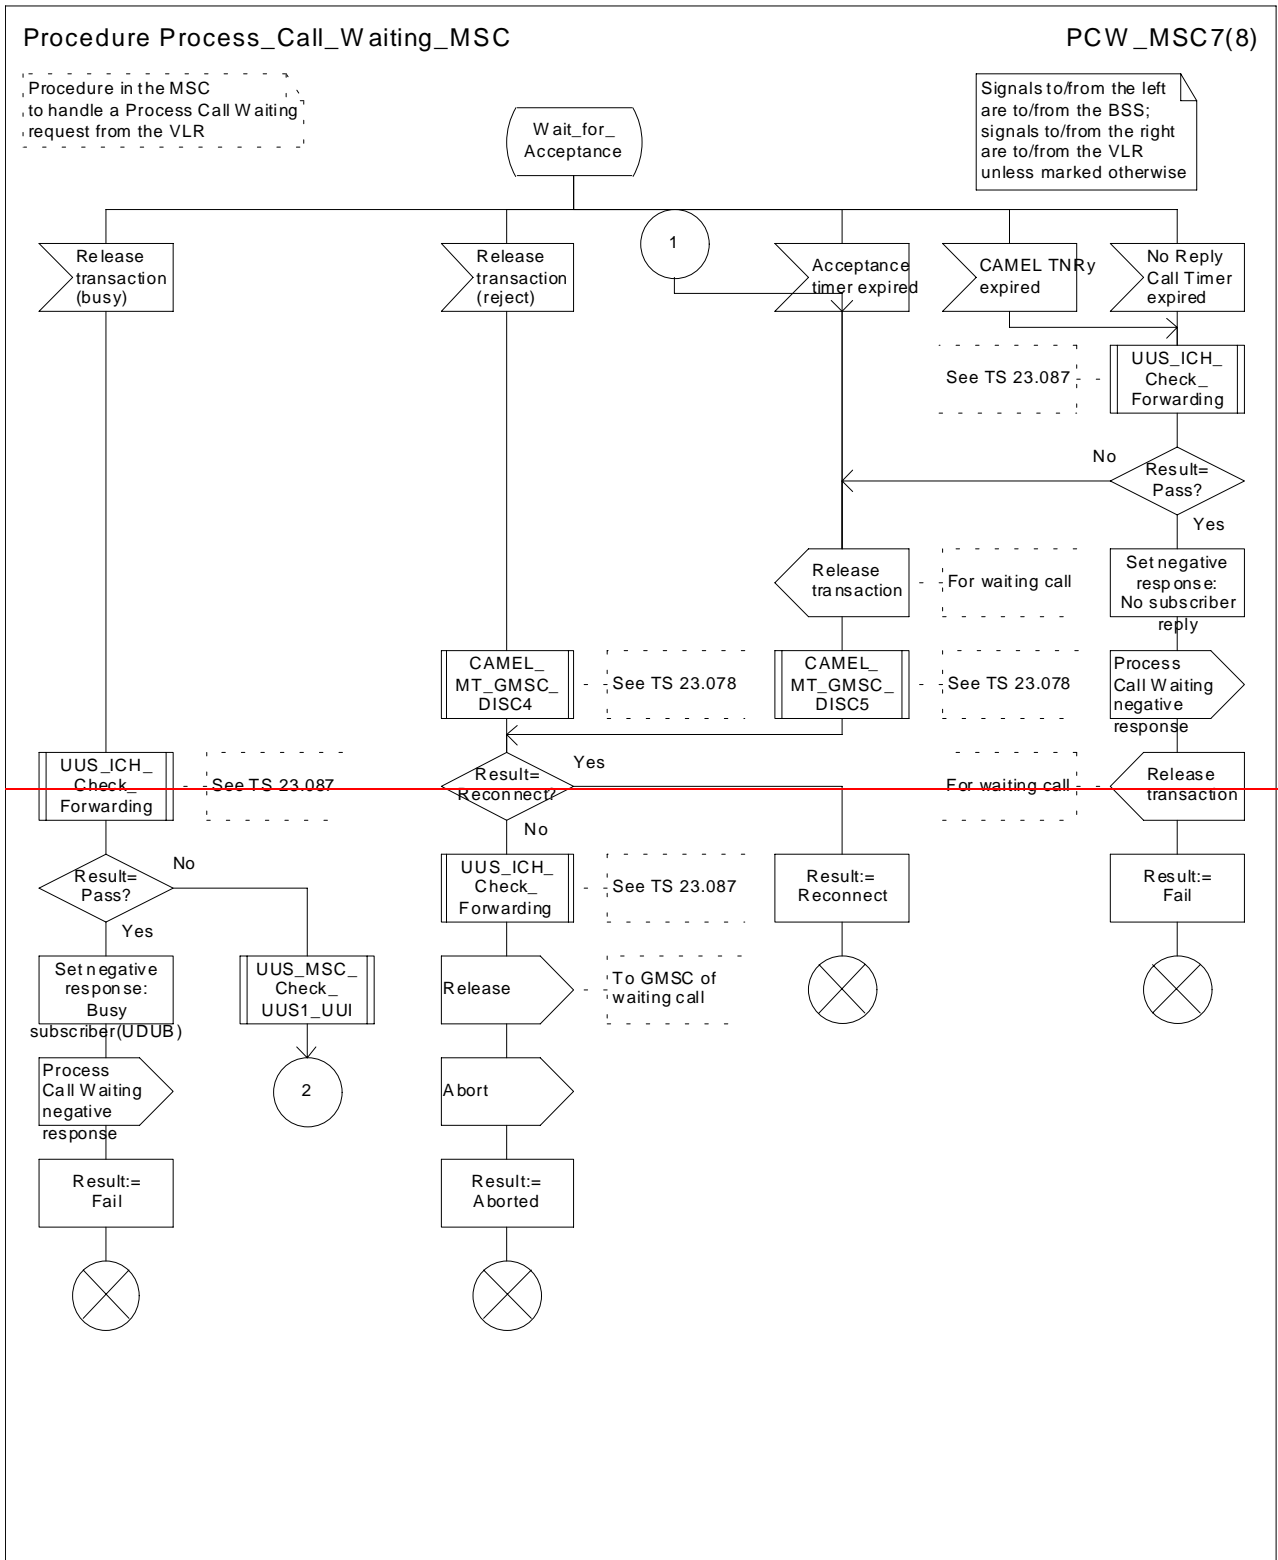 Procedure Process_Call_Waiting_MSC
PCW_MSC7(8)
Procedure in the MSC
to handle a Process Call Waiting
request from the VLR
Signals to/from the left
are to/from the BSS;
signals to/from the right
are to/from the VLR
unless marked otherwise
Wait_for_
Acceptance
Release
transaction
(busy)
Release
transaction
(reject)
1
Acceptance
timer expired
CAMEL TNRy
expired
No Reply
Call Timer
expired
See TS 23.087
UUS_ICH_
Check_
Forwarding
No
Result=
Pass?
Yes
Release
transaction
For waiting call
Set negative
response:
No subscriber
reply
CAMEL_
MT_GMSC_
DISC4
See TS 23.078
CAMEL_
MT_GMSC_
DISC5
See TS 23.078
Process
Call Waiting
negative
response
UUS_ICH_
Check_
Forwarding
See TS 23.087
Result=
Reconnect?
Yes
No
For waiting call
Release
transaction
Result=
Pass?
No
Yes
UUS_ICH_
Check_
Forwarding
See TS 23.087
Result:=
Reconnect
Result:=
Fail
Set negative
response:
Busy
subscriber(UDUB)
UUS_MSC_
Check_
UUS1_UUI
Release
To GMSC of
waiting call
Process
Call Waiting
negative
response
2
Abort
Result:=
Fail
Result:=
Aborted